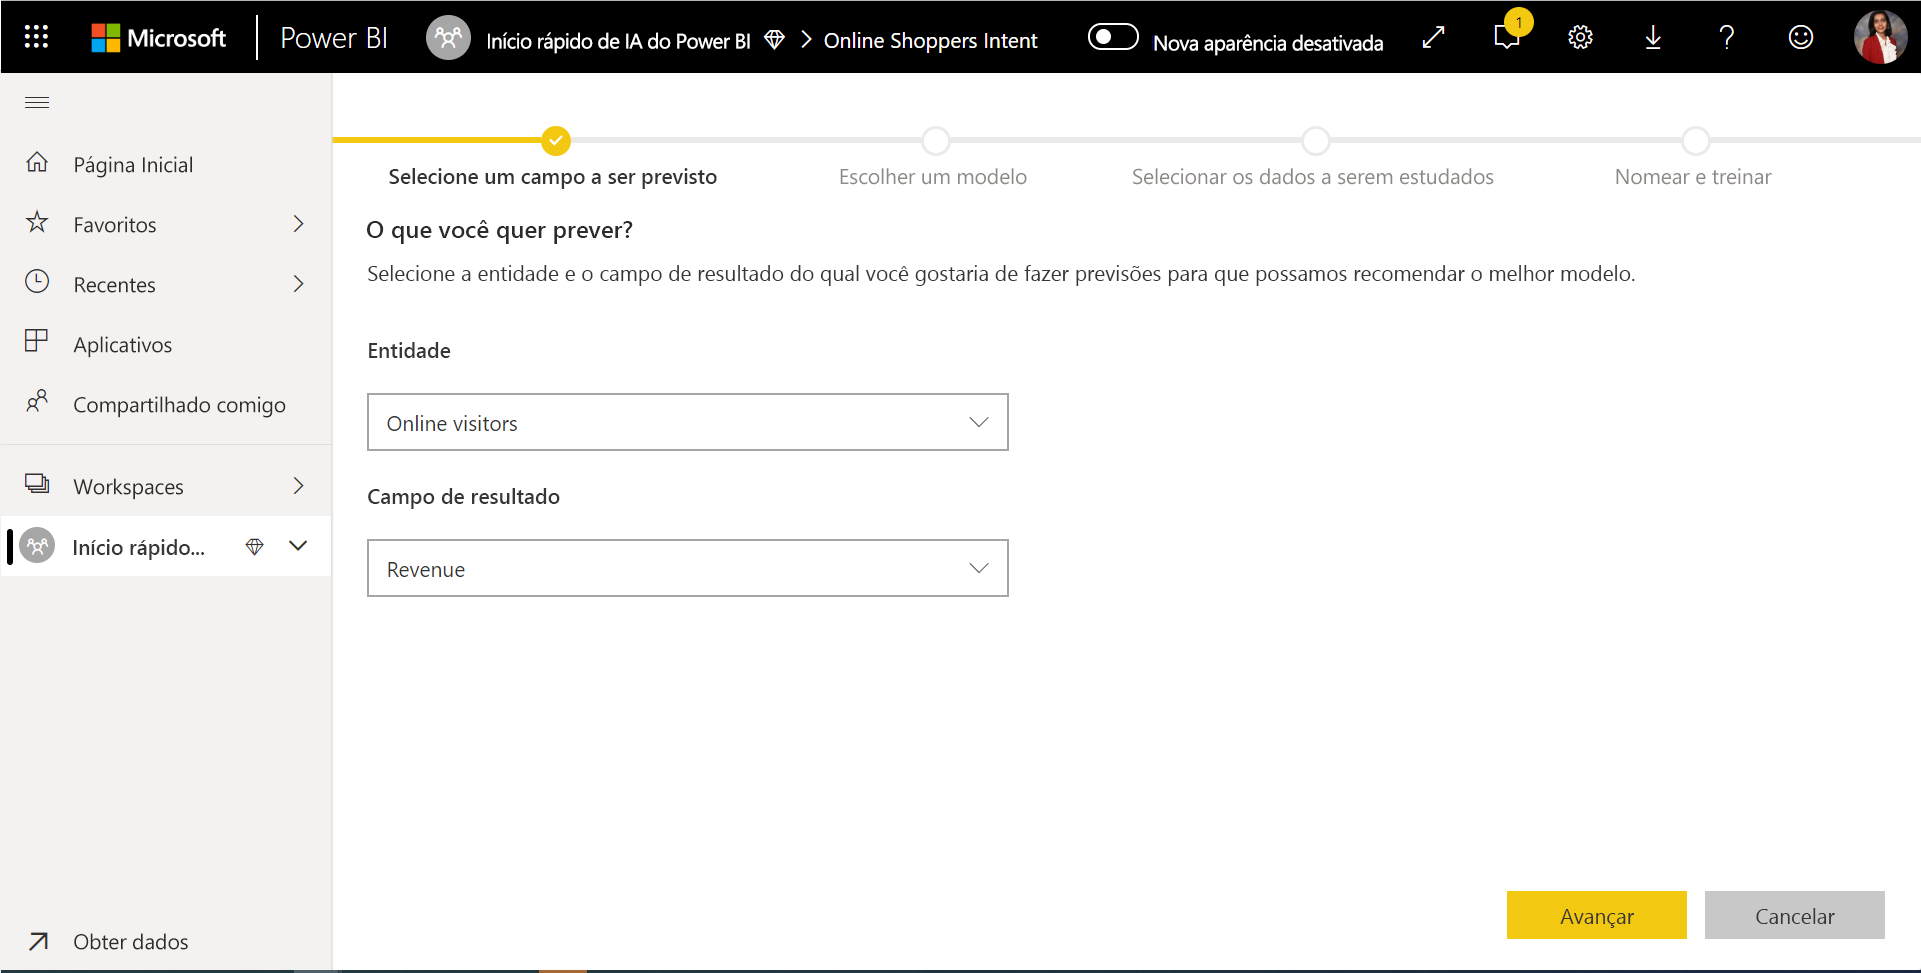 Microsoft
Power BI
Início rápido de IA do Power BI
Online Shoppers Intent
Nova aparência desativada
1
Página Inicial
Favoritos
Recentes
Aplicativos
Compartilhado comigo
Workspaces
Início rápido...
Obter dados
Selecione um campo a ser previsto
Escolher um modelo
Selecionar os dados a serem estudados
Nomear e treinar
O que você quer prever?
Selecione a entidade e o campo de resultado do qual você gostaria de fazer previsões para que possamos recomendar o melhor modelo.
Entidade
Online visitors
Campo de resultado
Revenue
Avançar
Cancelar